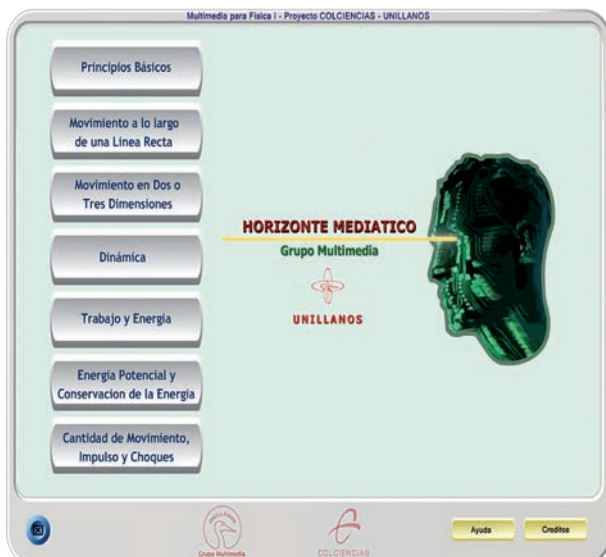 Multimedia para Fisica I - Proyecto COLCIENCIAS - UNILLANOS
Principios Básicos
Movimiento a lo largo
de una Linea Recta
Movimiento en Dos o
Tres Dimensiones
Dinámica
Trabajo y Energía
Energia Potencial y
Conservacion de la Energia
Cantidad de Movimiento,
Impulso y Choques
HORIZONTE MEDIATICO
Grupo Multimedia
UNILLANOS
UNILLANOS
Grupo Multimedia
COLCIENCIAS
Ayuda
Creditos